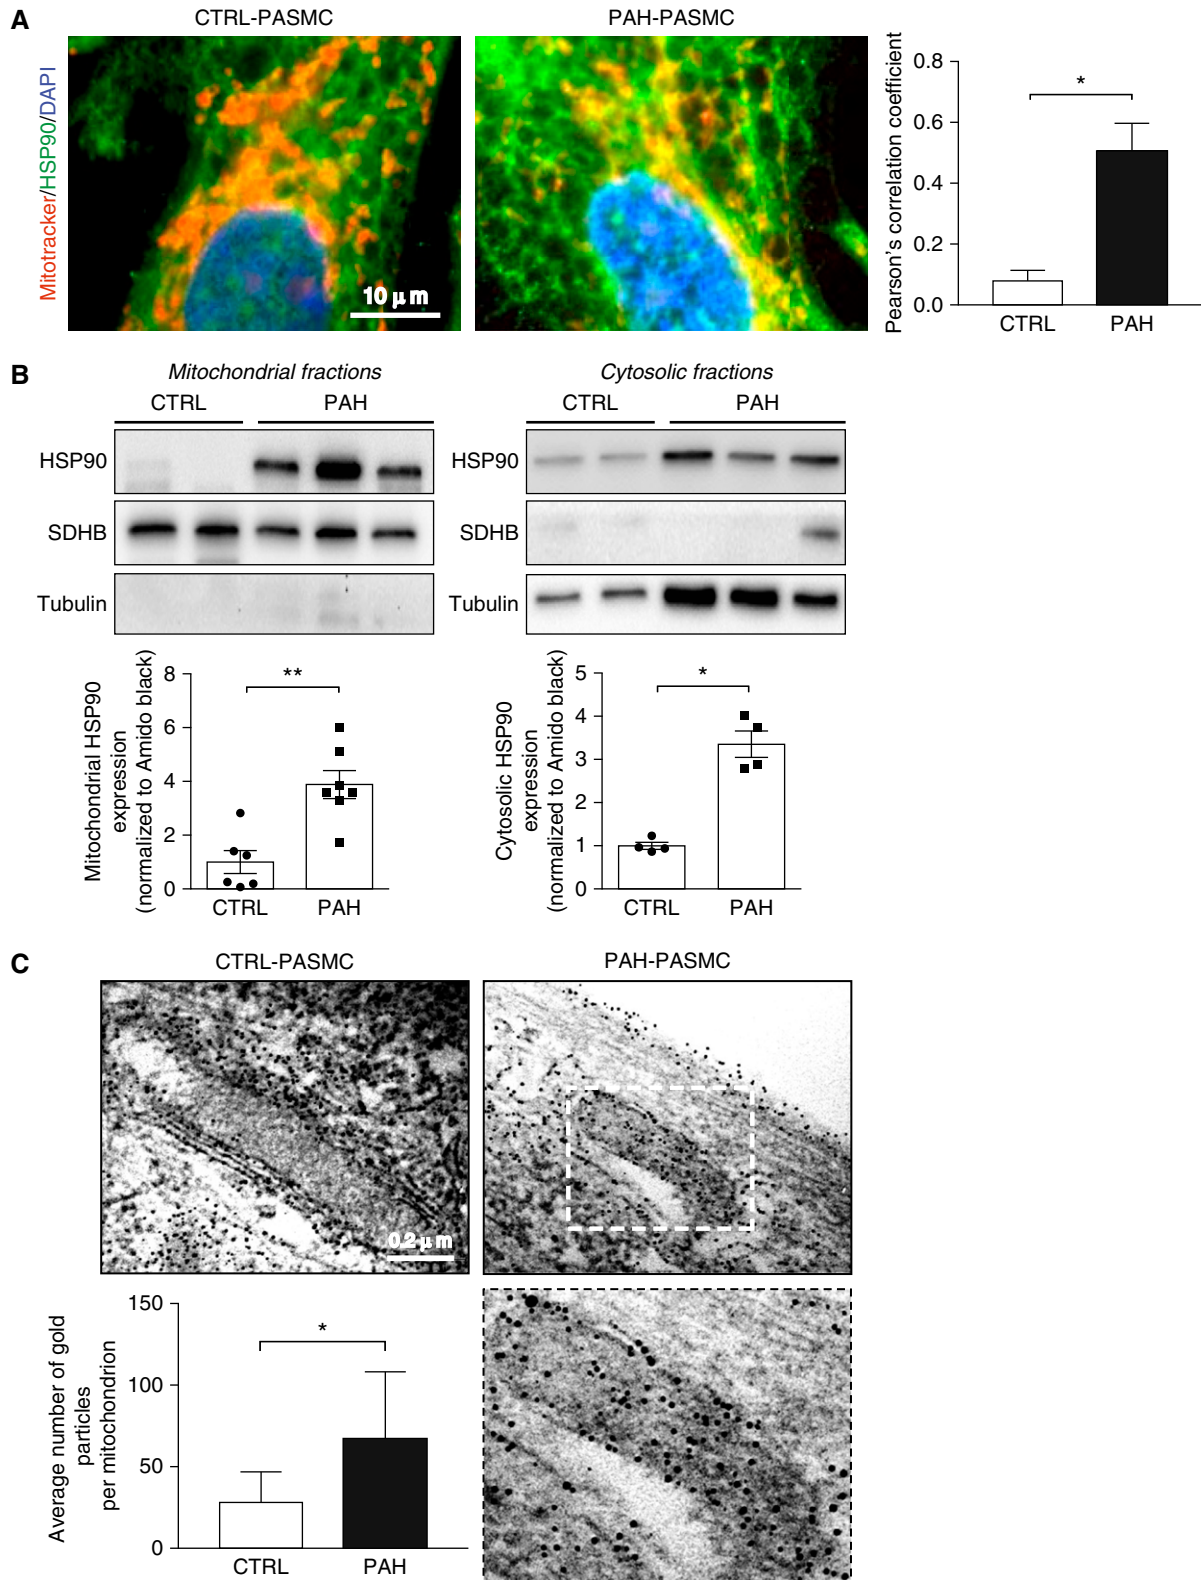 A
CTRL-PASMC
PAH-PASMC
Mitotracker/HSP90/DAPI
10 μm
Pearson's correlation coefficient
0.8
0.6
0.4
0.2
0.0
*
CTRL
PAH
B
Mitochondrial fractions
Cytosolic fractions
CTRL
PAH
CTRL
PAH
HSP90
HSP90
SDHB
SDHB
Tubulin
Tubulin
Mitochondrial HSP90
expression
(normalized to Amido black)
8
6
4
2
0
**
CTRL
PAH
Cytosolic HSP90
expression
(normalized to Amido black)
5
4
3
2
1
0
*
CTRL
PAH
C
CTRL-PASMC
PAH-PASMC
0.2 μm
Average number of gold
particles
per mitochondrion
150
100
50
0
*
CTRL
PAH